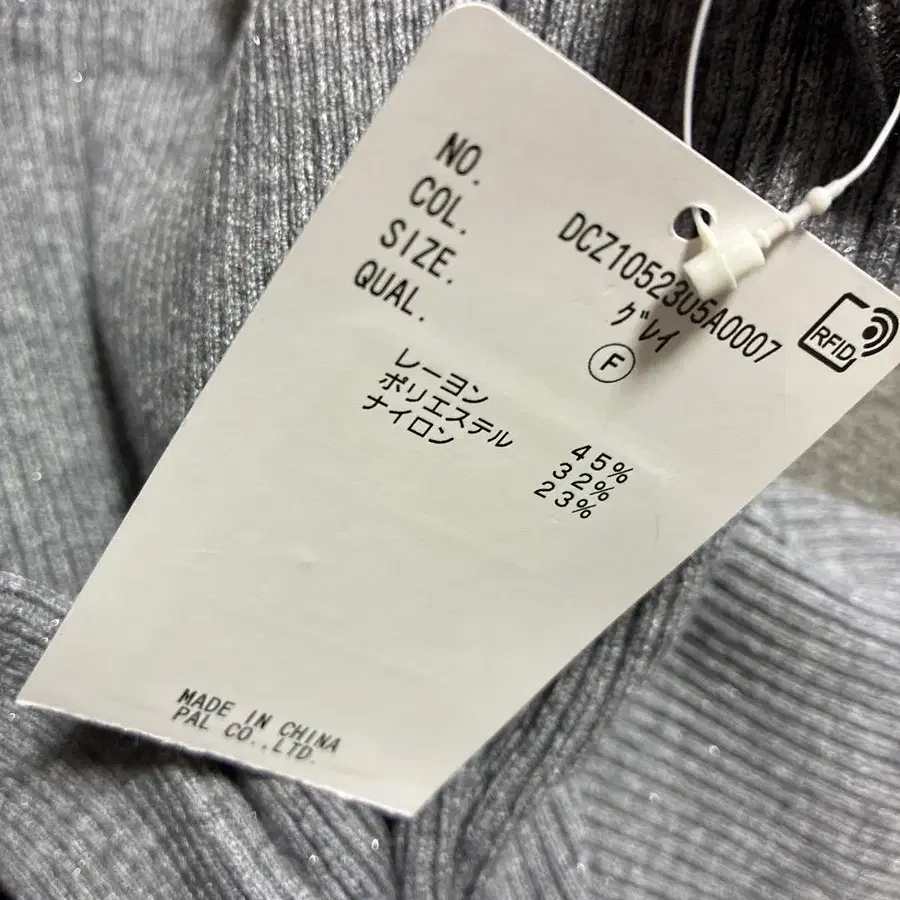 NO. DCZ1052305A0007
COL. グレイ
SIZE. F
QUAL.
レーヨン 45%
ポリエステル 32%
ナイロン 23%
RFID
MADE IN CHINA
PAL CO.,LTD.